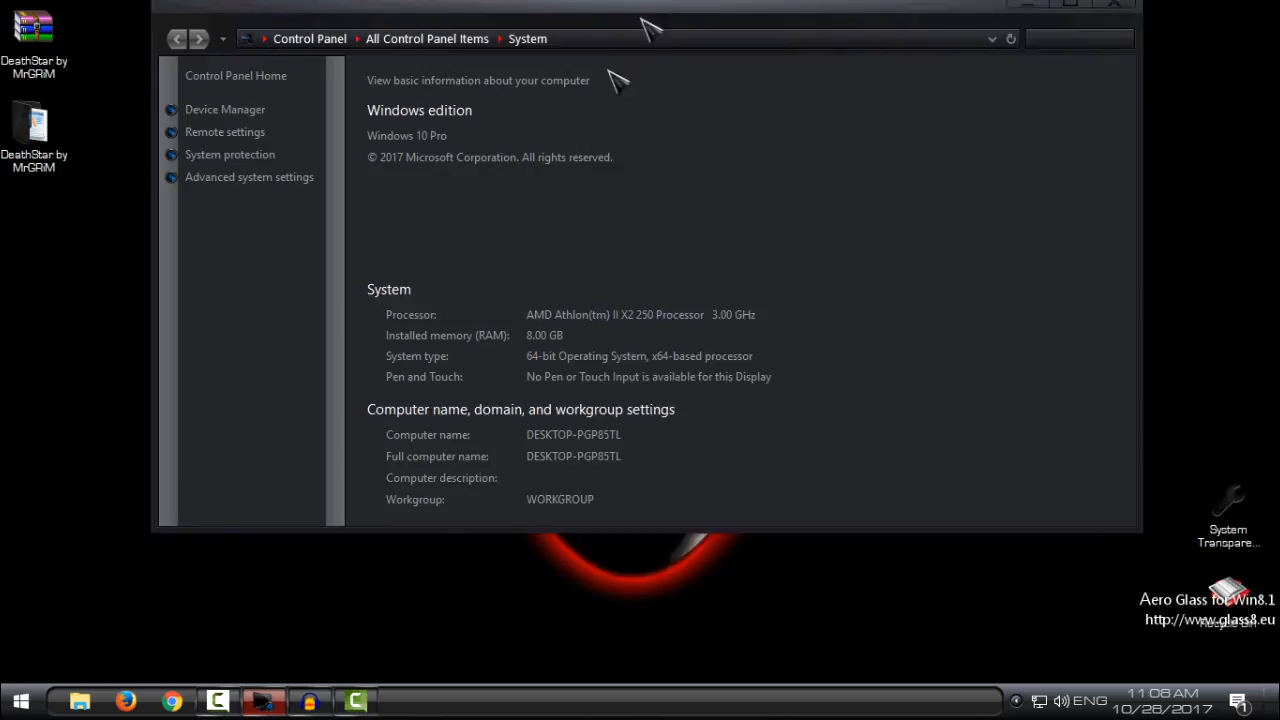 DeathStar by
MrGRiM
DeathStar by
MrGRiM
Control Panel
All Control Panel Items
System
Control Panel Home
Device Manager
Remote settings
System protection
Advanced system settings
View basic information about your computer
Windows edition
Windows 10 Pro
© 2017 Microsoft Corporation. All rights reserved.
System
Processor: AMD Athlon(tm) II X2 250 Processor 3.00 GHz
Installed memory (RAM): 8.00 GB
System type: 64-bit Operating System, x64-based processor
Pen and Touch: No Pen or Touch Input is available for this Display
Computer name, domain, and workgroup settings
Computer name: DESKTOP-PGP85TL
Full computer name: DESKTOP-PGP85TL
Computer description:
Workgroup: WORKGROUP
System
Transpare...
Aero Glass for Win8.1
http://www.glass8.eu
Recycle Bin
ENG
11:08 AM
10/28/2017
1